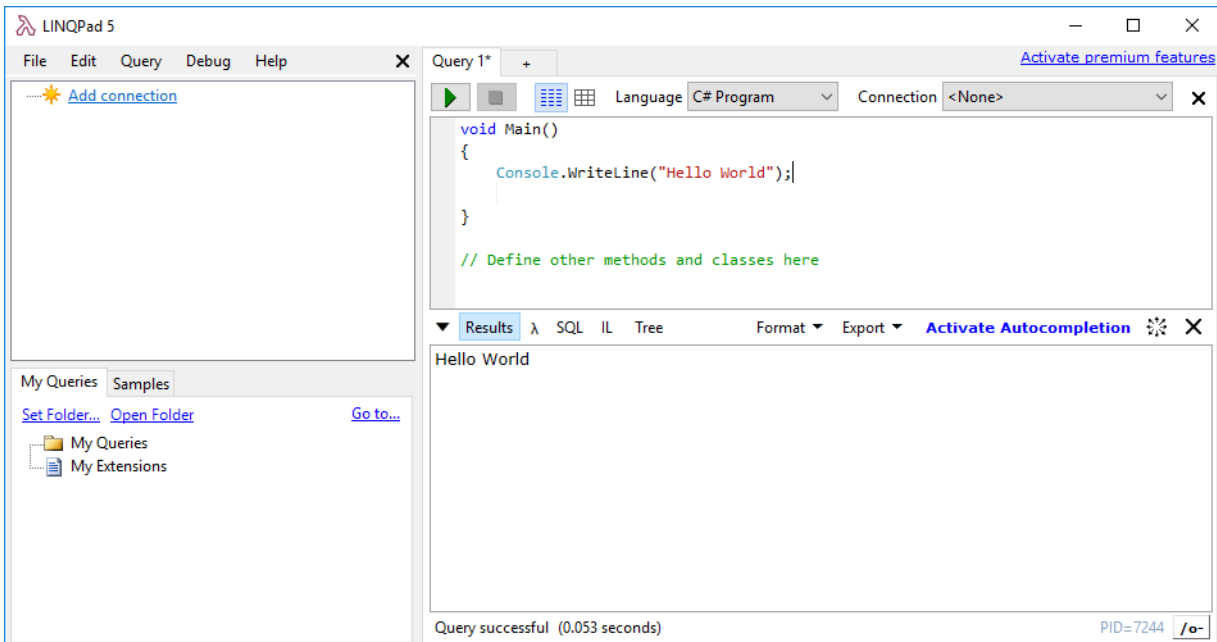 LINQPad 5
File Edit Query Debug Help
Add connection
My Queries Samples
Set Folder... Open Folder Go to...
My Queries
My Extensions
Query 1* + Activate premium features
Language C# Program Connection <None>
void Main()
{
Console.WriteLine("Hello World");
}
// Define other methods and classes here
Results λ SQL IL Tree Format Export Activate Autocompletion
Hello World
Query successful (0.053 seconds) PID=7244 /o-